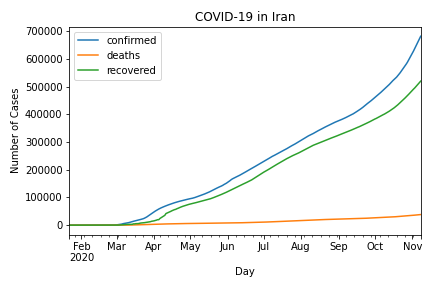 COVID-19 in Iran
confirmed
deaths
recovered
Number of Cases
700000
600000
500000
400000
300000
200000
100000
0
Feb Mar Apr May Jun Jul Aug Sep Oct Nov
2020
Day